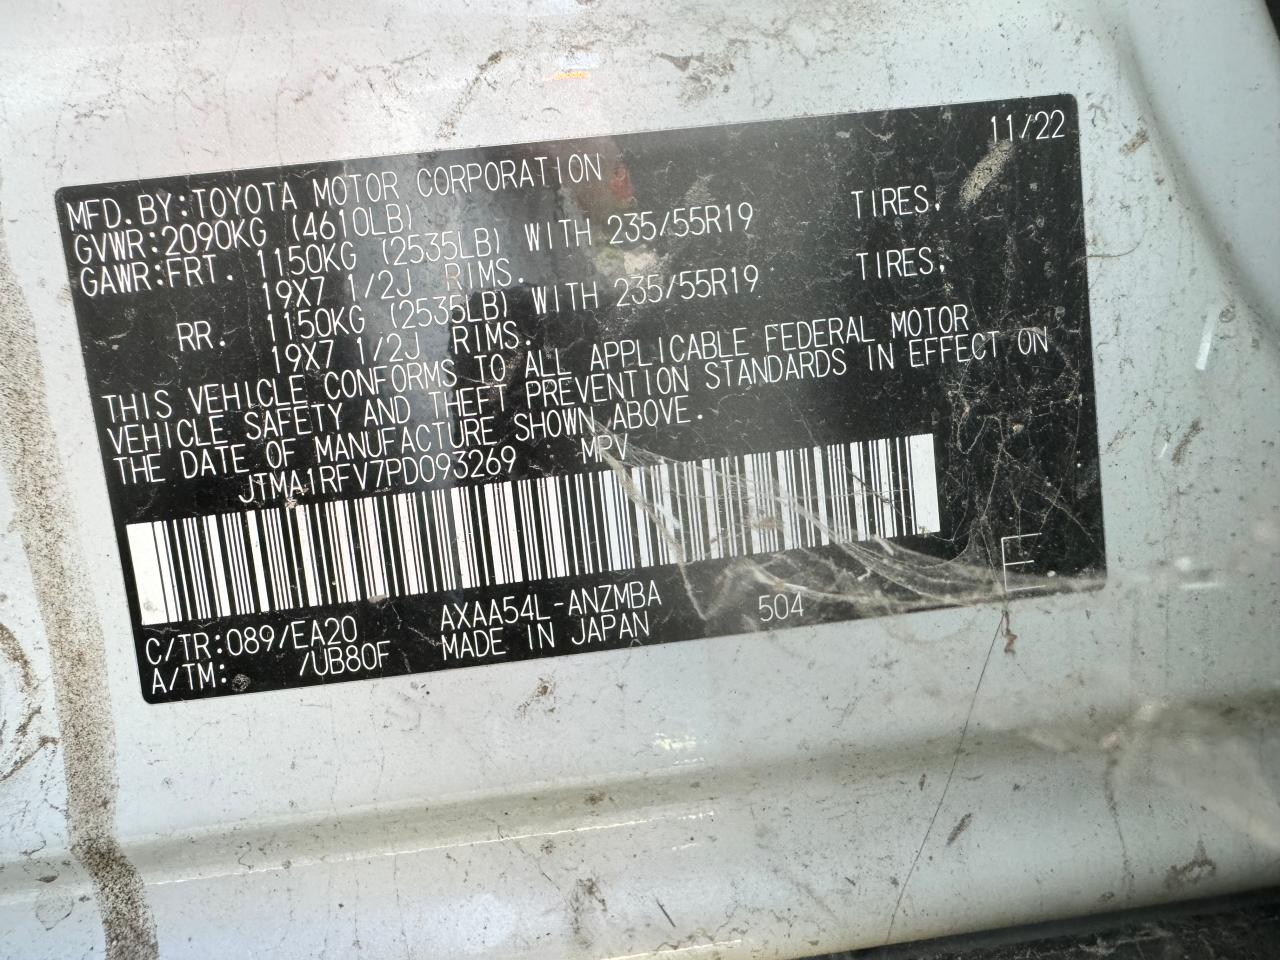 11/22
MFD.BY:TOYOTA MOTOR CORPORATION
GVWR:2090KG (4610LB)
GAWR:FRT. 1150KG (2535LB) WITH 235/55R19 TIRES,
19X7 1/2J RIMS.
RR. 1150KG (2535LB) WITH 235/55R19 TIRES,
19X7 1/2J RIMS.
THIS VEHICLE CONFORMS TO ALL APPLICABLE FEDERAL MOTOR
VEHICLE SAFETY AND THEFT PREVENTION STANDARDS IN EFFECT ON
THE DATE OF MANUFACTURE SHOWN ABOVE.
JTMA1RFV7PD093269 MPV
E
C/TR:089/EA20 AXAA54L-ANZMBA 504
A/TM: /UB80F MADE IN JAPAN